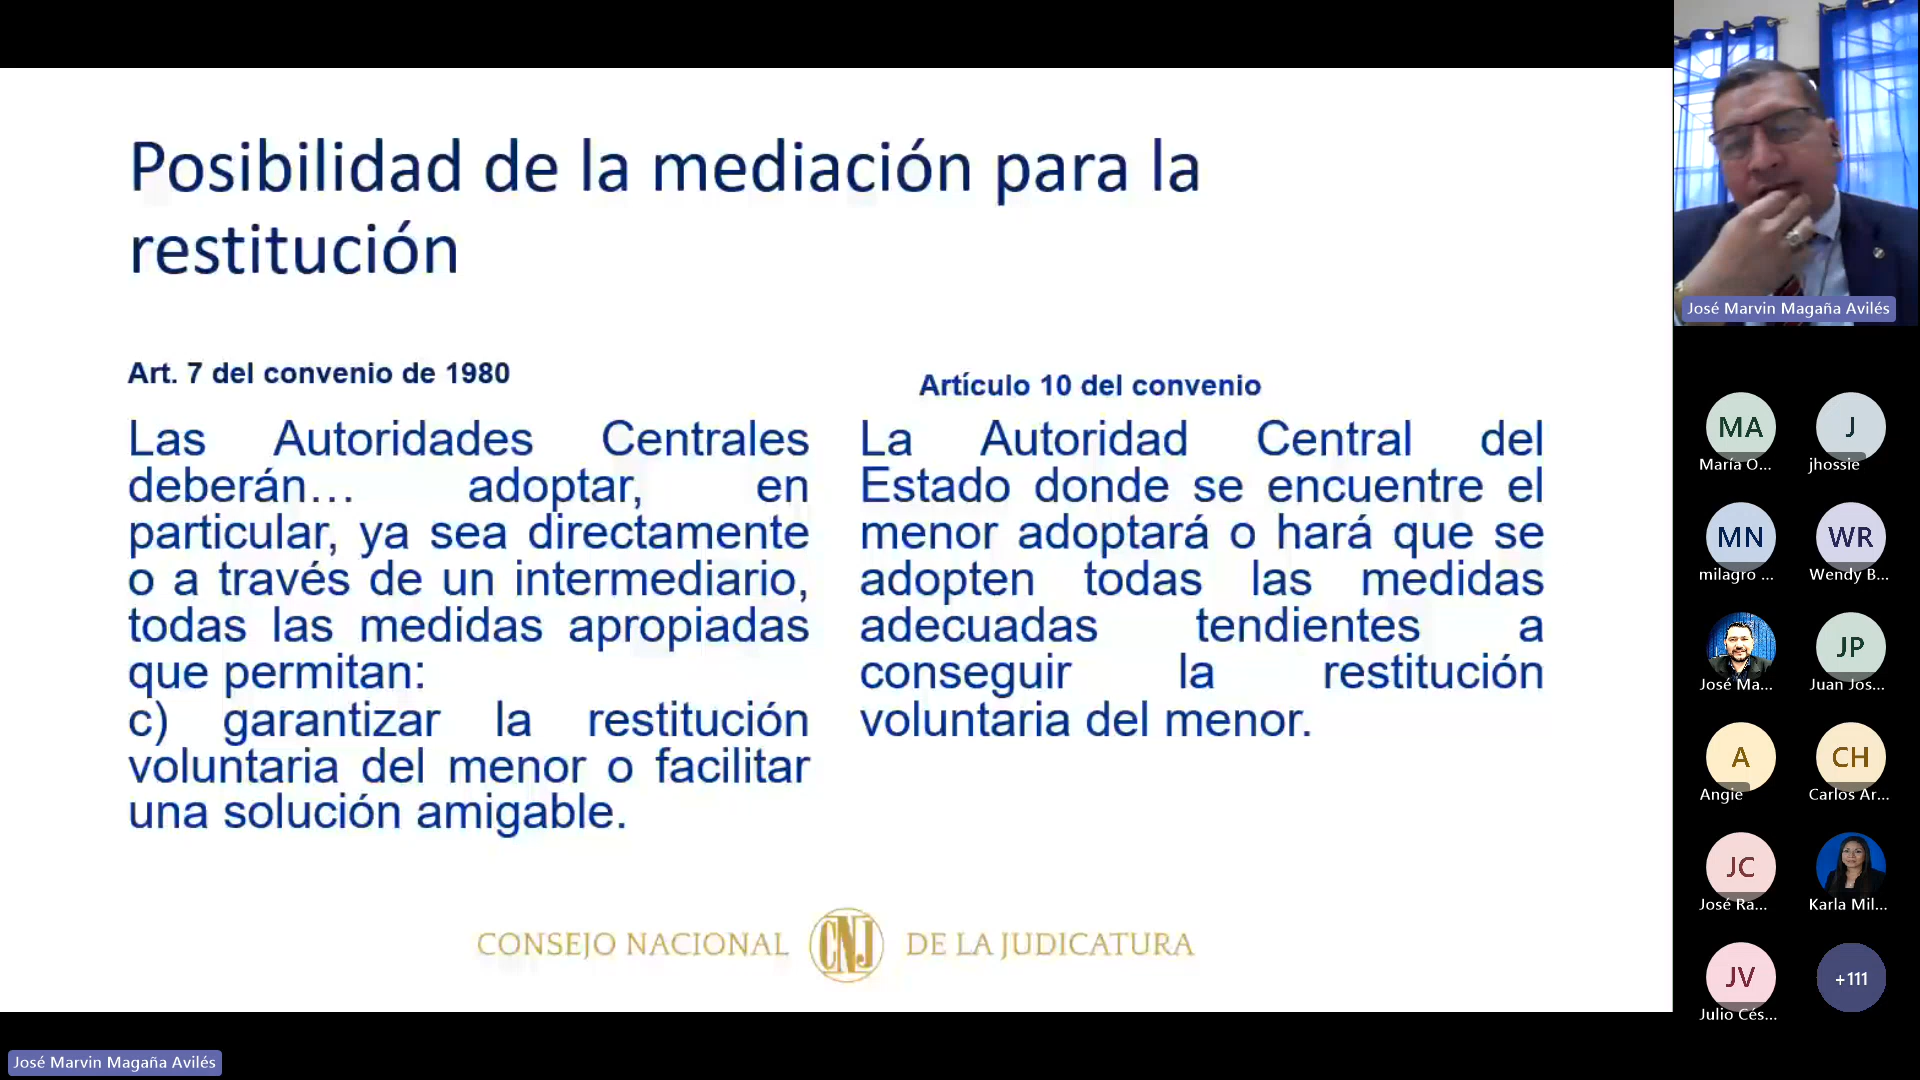 Posibilidad de la mediación para la
restitución
Art. 7 del convenio de 1980
Las Autoridades Centrales
deberán... adoptar, en
particular, ya sea directamente
o a través de un intermediario,
todas las medidas apropiadas
que permitan:
c) garantizar la restitución
voluntaria del menor o facilitar
una solución amigable.
Artículo 10 del convenio
La Autoridad Central del
Estado donde se encuentre el
menor adoptará o hará que se
adopten todas las medidas
adecuadas tendientes a
conseguir la restitución
voluntaria del menor.
CONSEJO NACIONAL CNJ DE LA JUDICATURA
José Marvin Magaña Avilés
MA
María O...
J
jhossie
MN
milagro ...
WR
Wendy B...
José Ma...
JP
Juan Jos...
A
Angie
CH
Carlos Ar...
JC
José Ra...
Karla Mil...
JV
Julio Cés...
+111
José Marvin Magaña Avilés